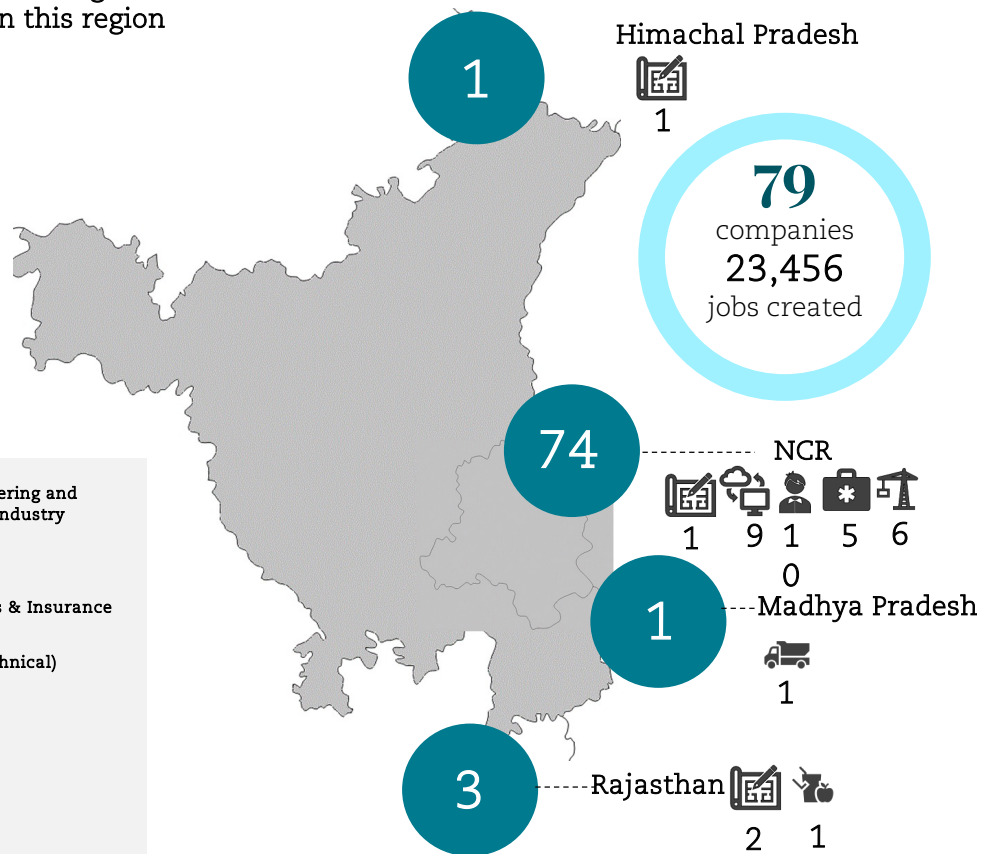 n this region
1
Himachal Pradesh
1
79
companies
23,456
jobs created
74
NCR
1 9 1 5 6
0
1
Madhya Pradesh
1
3
Rajasthan
2 1
ering and
ndustry
s & Insurance
hnical)